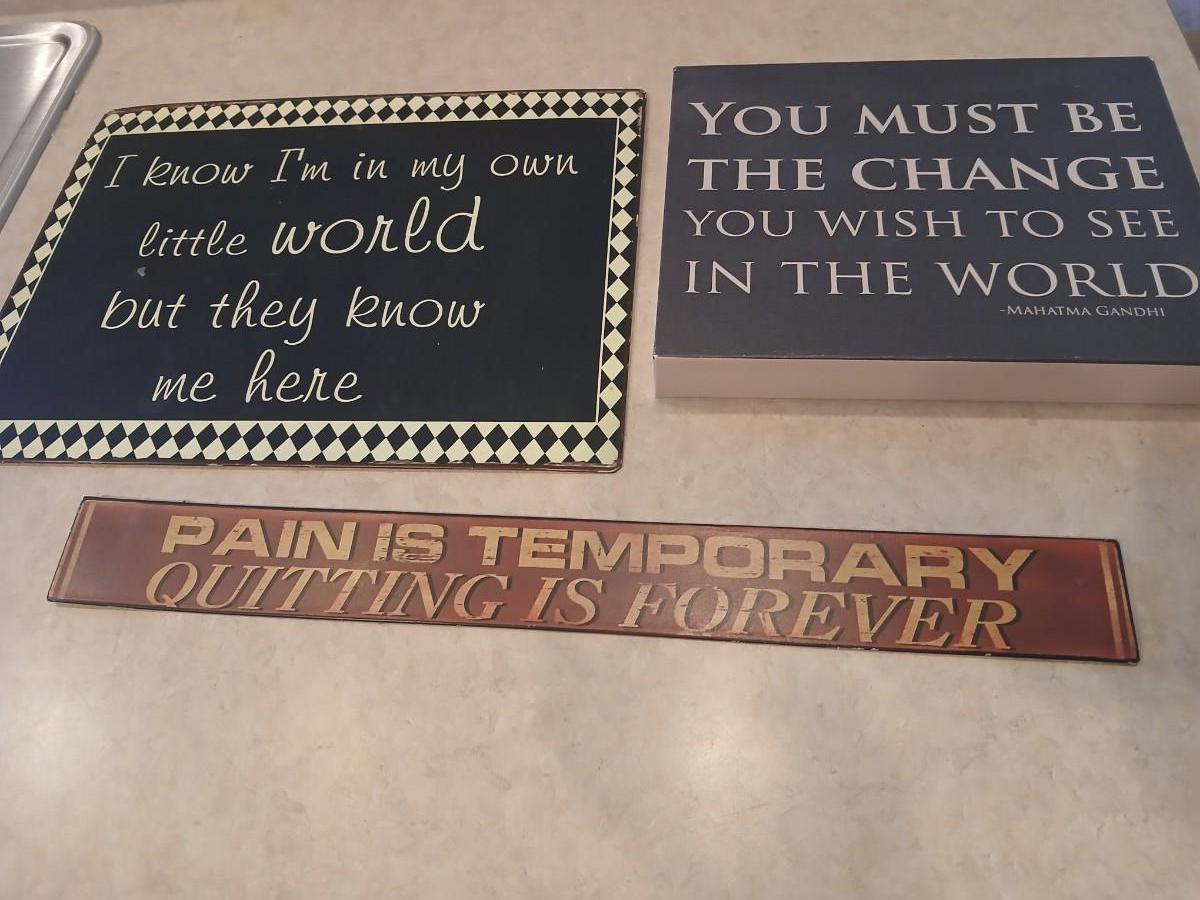 I know I'm in my own
little world
but they know
me here
YOU MUST BE
THE CHANGE
YOU WISH TO SEE
IN THE WORLD
-MAHATMA GANDHI
PAIN IS TEMPORARY
QUITTING IS FOREVER